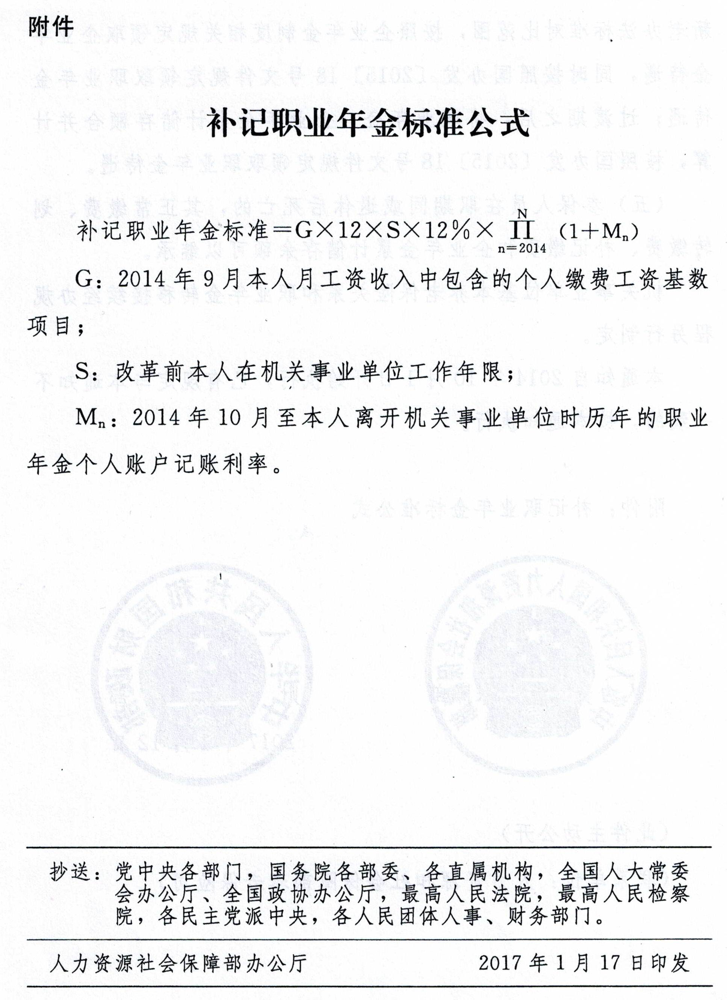 附件
补记职业年金标准公式
补记职业年金标准＝G×12×S×12%× N ∏ n=2014 (1+Mₙ)
G：2014 年 9 月本人月工资收入中包含的个人缴费工资基数
项目；
S：改革前本人在机关事业单位工作年限；
Mₙ：2014 年 10 月至本人离开机关事业单位时历年的职业
年金个人账户记账利率。
抄送：党中央各部门，国务院各部委、各直属机构，全国人大常委
会办公厅、全国政协办公厅，最高人民法院，最高人民检察
院，各民主党派中央，各人民团体人事、财务部门。
人力资源社会保障部办公厅 2017 年 1 月 17 日印发